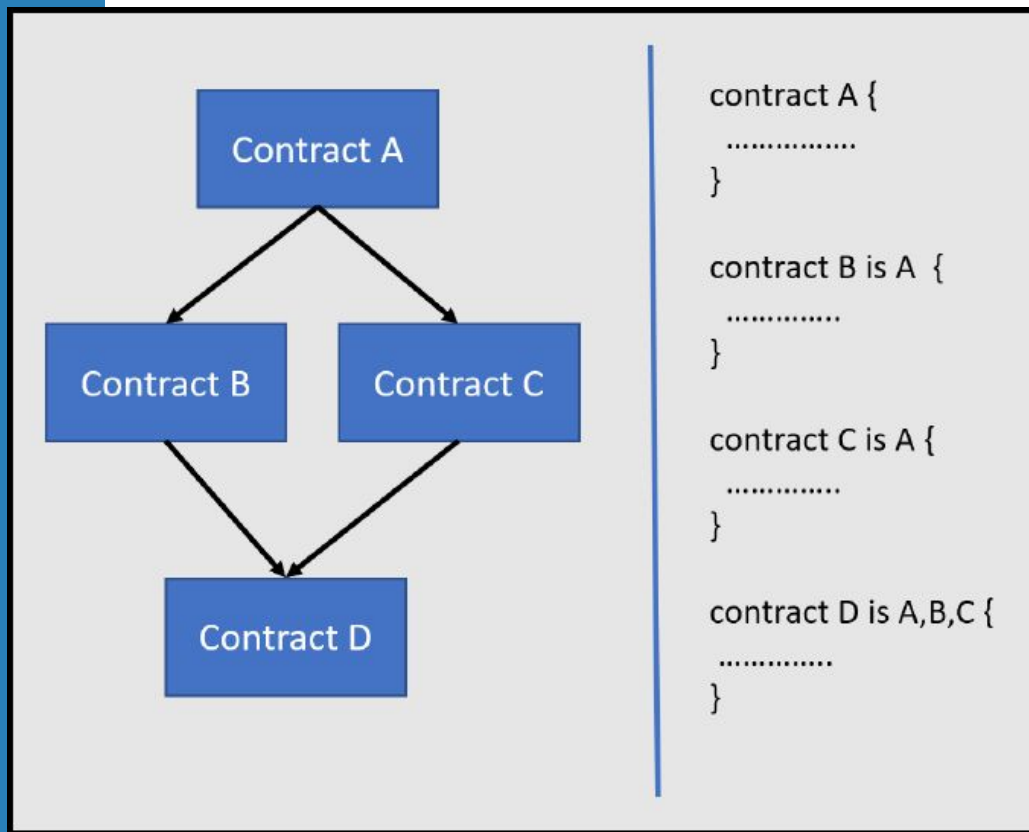 Contract A
Contract B
Contract C
Contract D
contract A {
................
}
contract B is A  {
..............
}
contract C is A {
..............
}
contract D is A,B,C {
..............
}